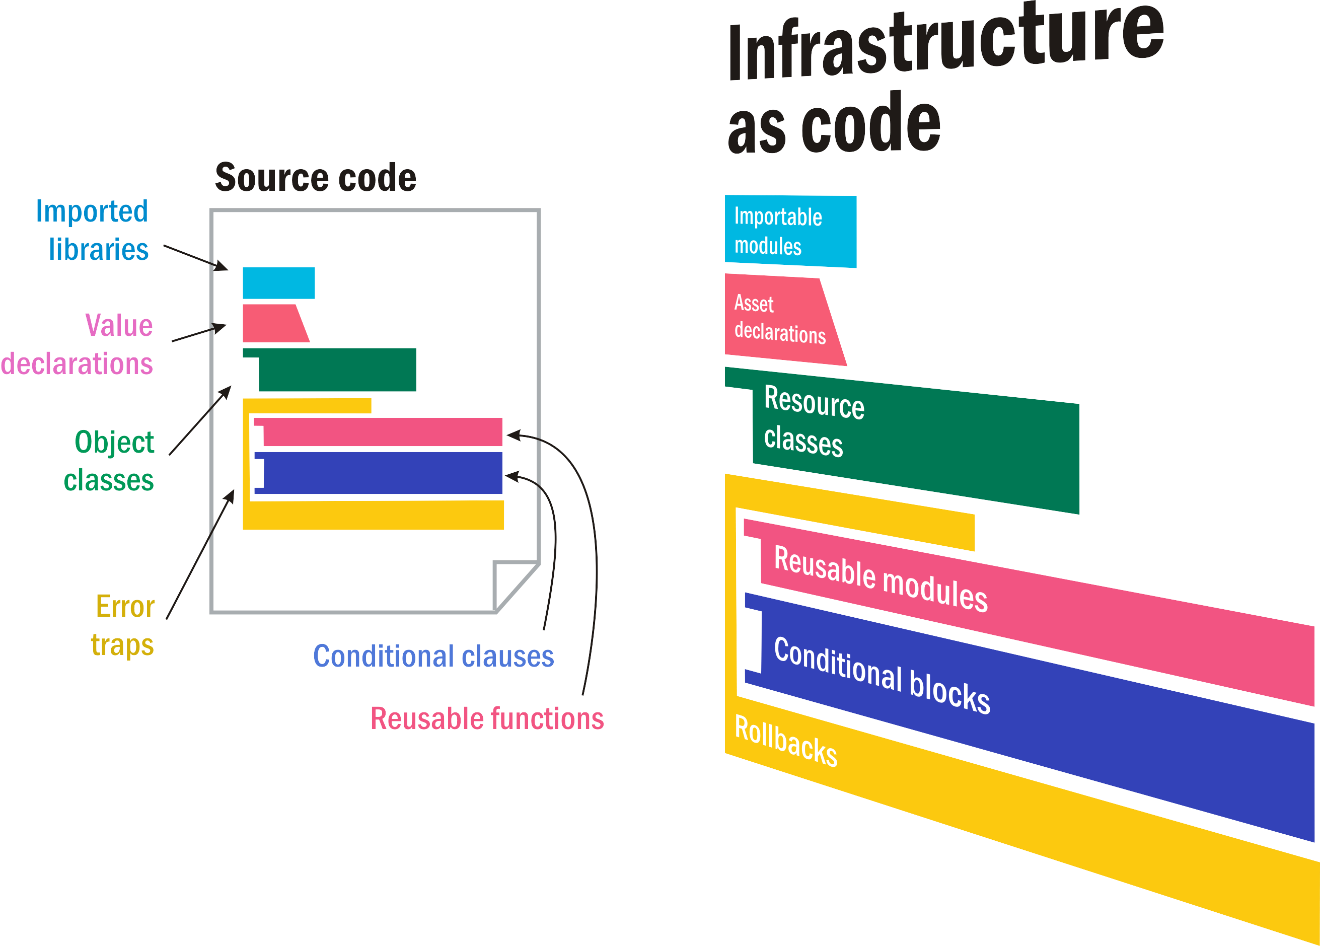 Source code
Imported
libraries
Value
declarations
Object
classes
Error
traps
Conditional clauses
Reusable functions
Infrastructure
as code
Importable
modules
Asset
declarations
Resource
classes
Reusable modules
Conditional blocks
Rollbacks